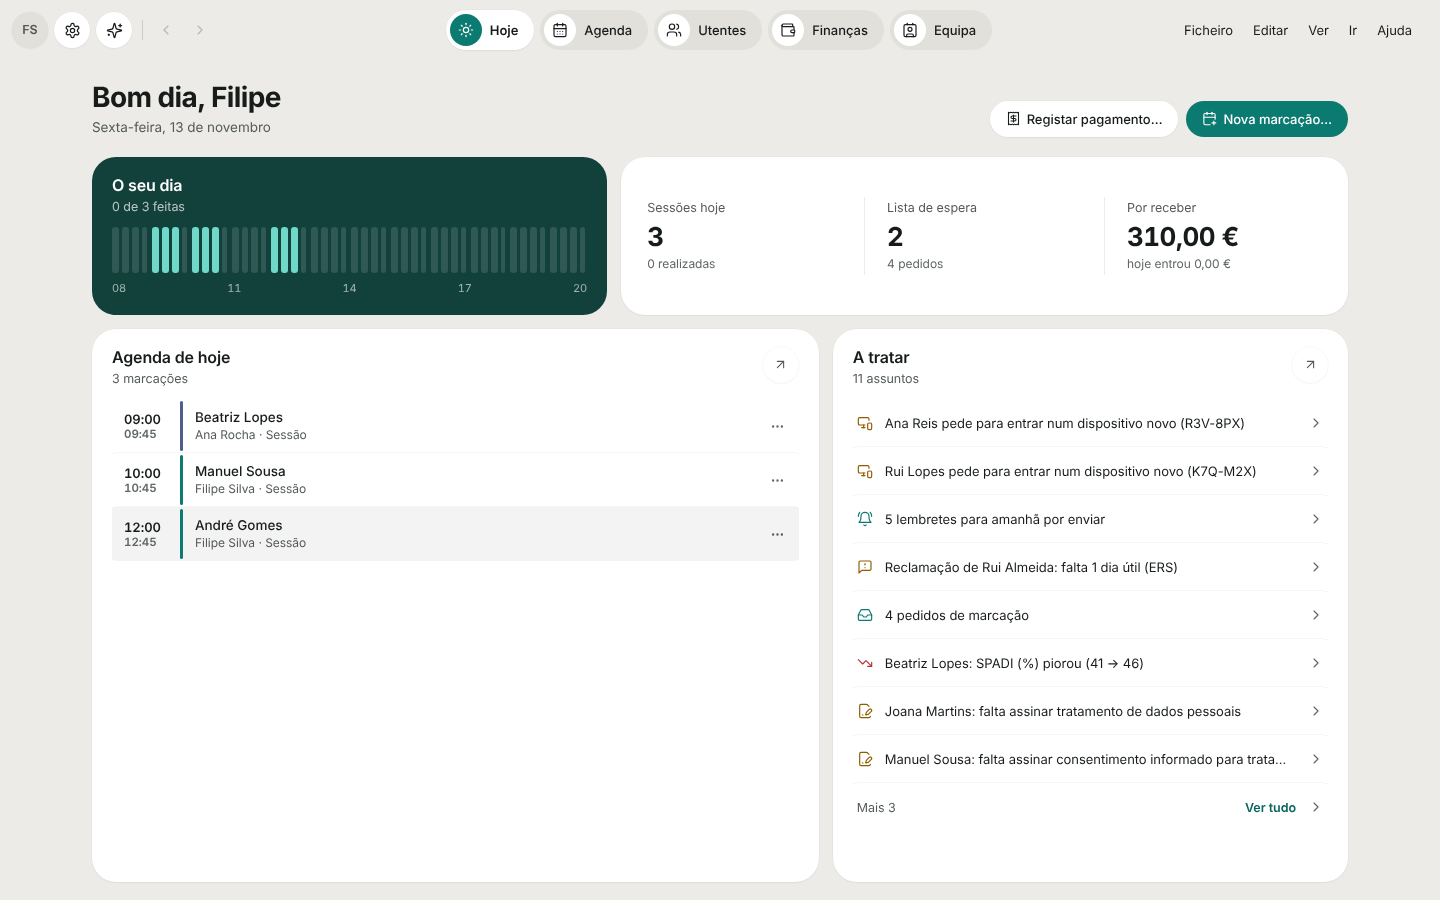 FS
Hoje
Agenda
Utentes
Finanças
Equipa
Ficheiro
Editar
Ver
Ir
Ajuda
Bom dia, Filipe
Sexta-feira, 13 de novembro
Registar pagamento...
Nova marcação...
O seu dia
0 de 3 feitas
08 11 14 17 20
Sessões hoje
3
0 realizadas
Lista de espera
2
4 pedidos
Por receber
310,00 €
hoje entrou 0,00 €
Agenda de hoje
3 marcações
09:00
09:45
Beatriz Lopes
Ana Rocha · Sessão
10:00
10:45
Manuel Sousa
Filipe Silva · Sessão
12:00
12:45
André Gomes
Filipe Silva · Sessão
A tratar
11 assuntos
Ana Reis pede para entrar num dispositivo novo (R3V-8PX)
Rui Lopes pede para entrar num dispositivo novo (K7Q-M2X)
5 lembretes para amanhã por enviar
Reclamação de Rui Almeida: falta 1 dia útil (ERS)
4 pedidos de marcação
Beatriz Lopes: SPADI (%) piorou (41 → 46)
Joana Martins: falta assinar tratamento de dados pessoais
Manuel Sousa: falta assinar consentimento informado para trata...
Mais 3
Ver tudo